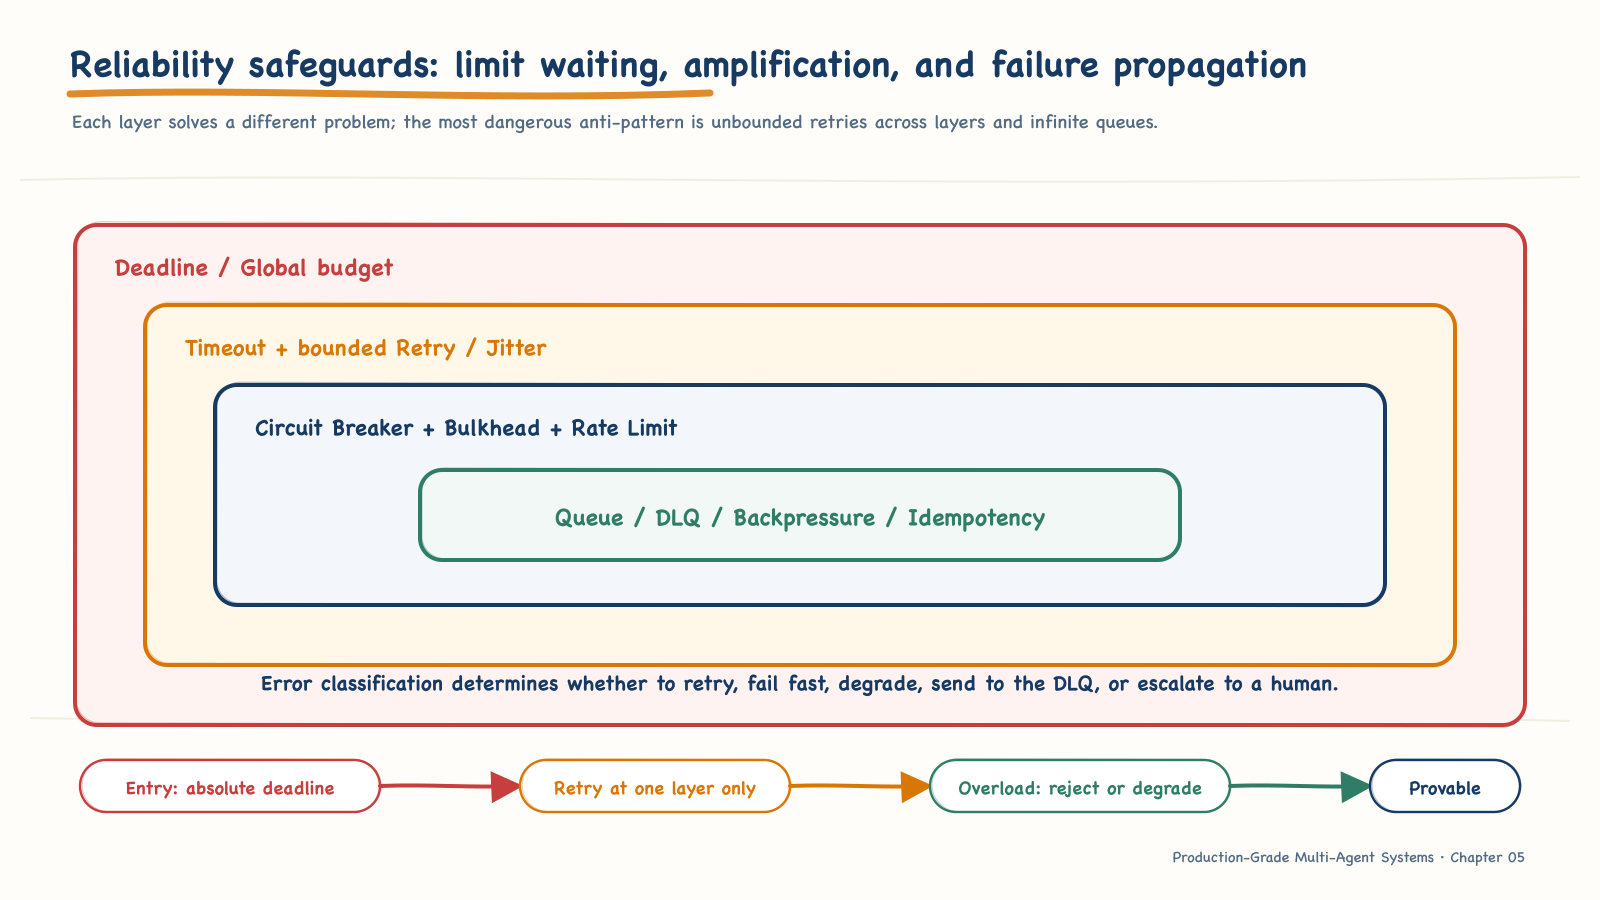 Reliability safeguards: limit waiting, amplification, and failure propagation
Each layer solves a different problem; the most dangerous anti-pattern is unbounded retries across layers and infinite queues.
Deadline / Global budget
Timeout + bounded Retry / Jitter
Circuit Breaker + Bulkhead + Rate Limit
Queue / DLQ / Backpressure / Idempotency
Error classification determines whether to retry, fail fast, degrade, send to the DLQ, or escalate to a human.
Entry: absolute deadline
Retry at one layer only
Overload: reject or degrade
Provable
Production-Grade Multi-Agent Systems · Chapter 05